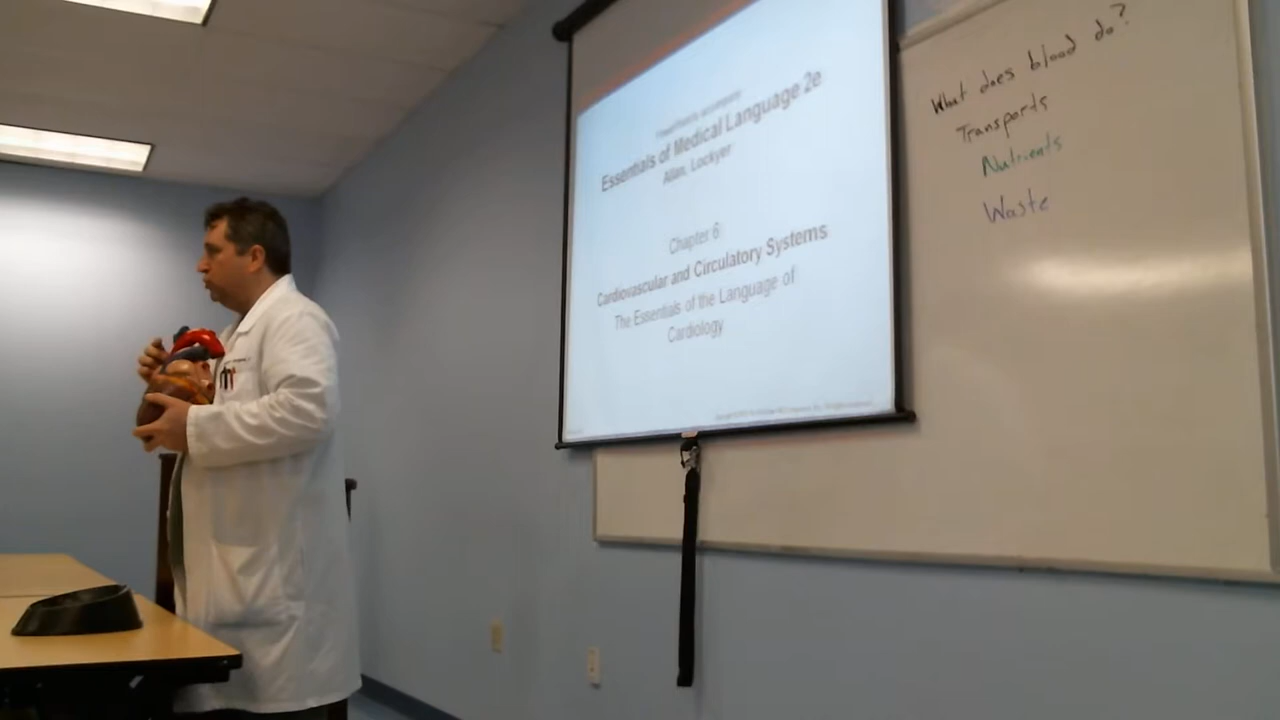 Essentials of Medical Language 2e
Allan, Lockyer
Chapter 6
Cardiovascular and Circulatory Systems
The Essentials of the Language of
Cardiology
What does blood do?
Transports
Nutrients
Waste